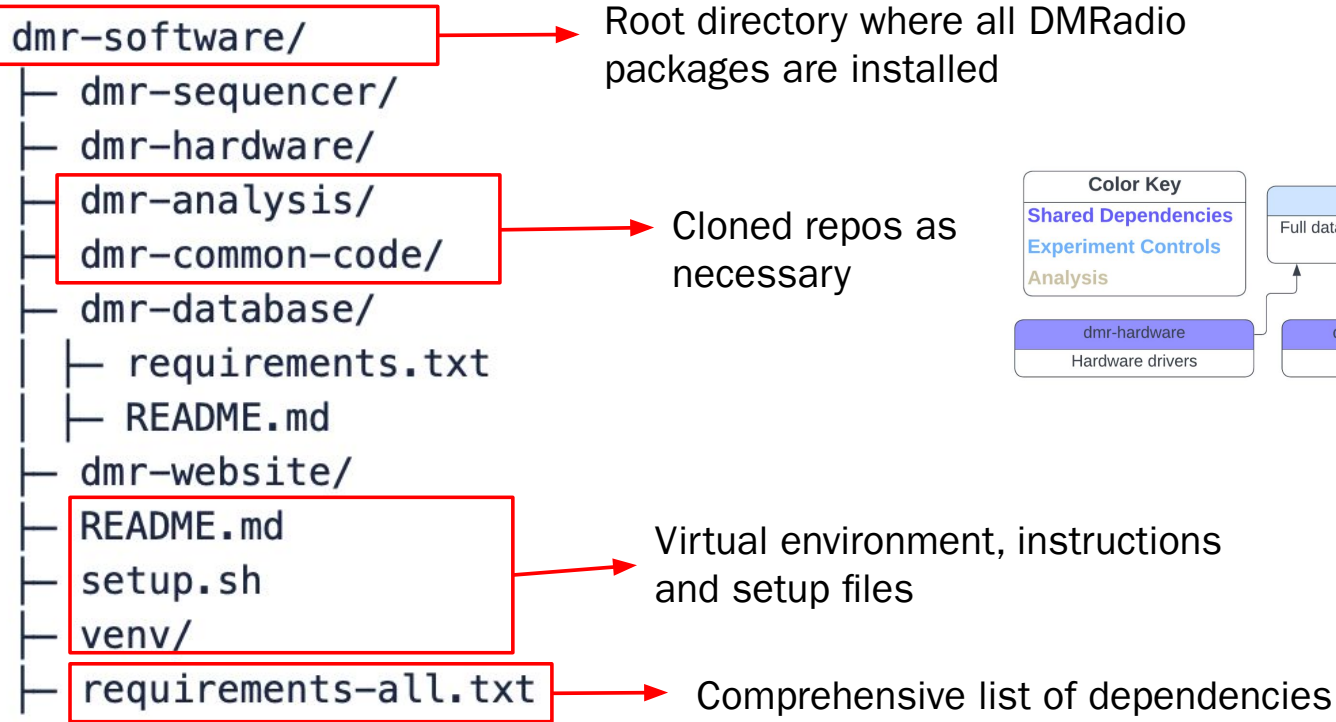 dmr-software/
├─ dmr-sequencer/
├─ dmr-hardware/
├─ dmr-analysis/
├─ dmr-common-code/
├─ dmr-database/
│ ├─ requirements.txt
│ ├─ README.md
├─ dmr-website/
├─ README.md
├─ setup.sh
├─ venv/
├─ requirements-all.txt
Root directory where all DMRadio
packages are installed
Cloned repos as
necessary
Virtual environment, instructions
and setup files
Comprehensive list of dependencies
Color Key
Shared Dependencies
Experiment Controls
Analysis
Full
dmr-hardware
Hardware drivers